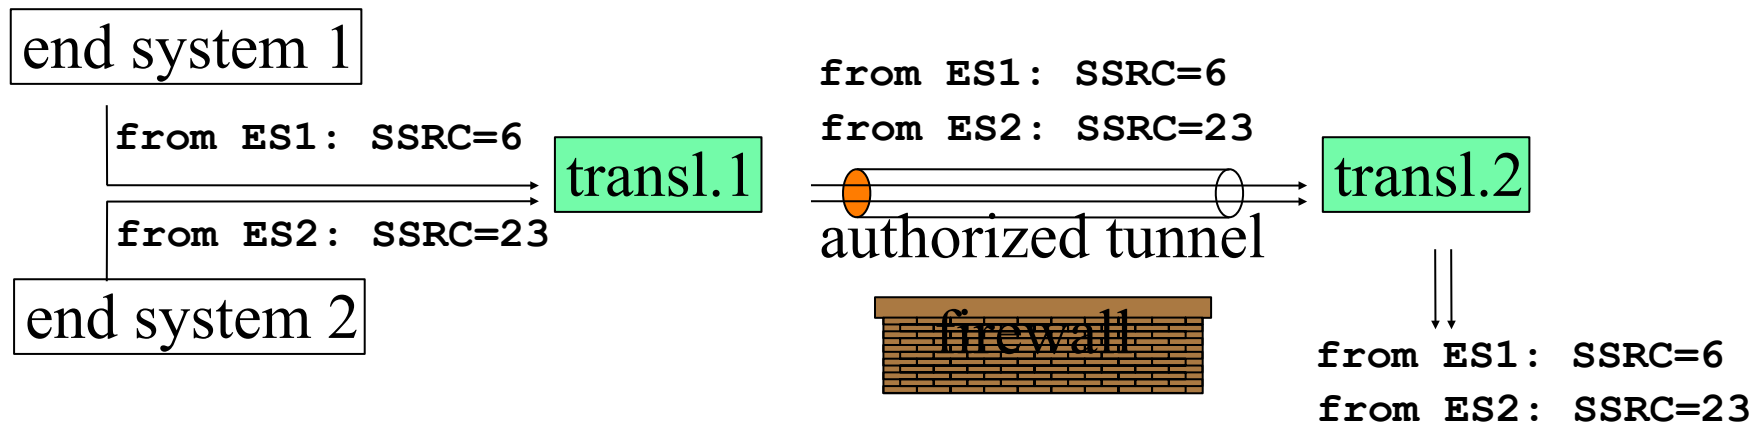 end system 1
from ES1: SSRC=6
from ES2: SSRC=23
end system 2
transl.1
from ES1: SSRC=6
from ES2: SSRC=23
authorized tunnel
firewall
transl.2
from ES1: SSRC=6
from ES2: SSRC=23